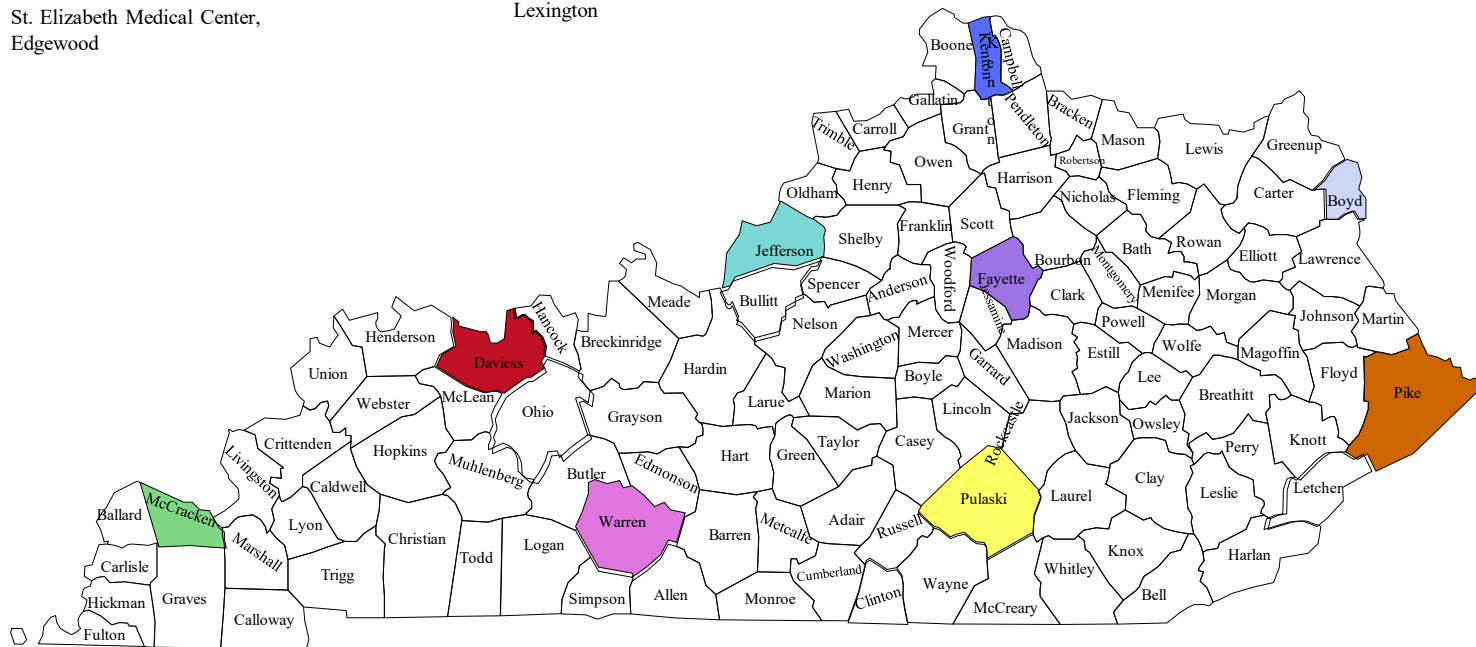 St. Elizabeth Medical Center,
Edgewood
Lexington
Boone
Kenton
Kenton
Campbell
Gallatin
Pendleton
Bracken
Trimble
Carroll
Grant
Mason
Lewis
Greenup
Owen
Robertson
Oldham
Henry
Harrison
Nicholas
Fleming
Carter
Boyd
Jefferson
Shelby
Franklin
Scott
Bourbon
Bath
Rowan
Elliott
Lawrence
Woodford
Fayette
Montgomery
Meade
Bullitt
Spencer
Anderson
Clark
Menifee
Morgan
Hancock
Nelson
Mercer
ssamine
Powell
Johnson
Martin
Henderson
Breckinridge
Washington
Madison
Estill
Wolfe
Magoffin
Daviess
Union
Hardin
Boyle
Garrard
Lee
Floyd
Pike
Webster
McLean
Ohio
Grayson
Larue
Marion
Lincoln
Rockcastle
Jackson
Owsley
Breathitt
Crittenden
Hopkins
Hart
Green
Taylor
Casey
Perry
Knott
Livingston
Caldwell
Muhlenberg
Butler
Edmonson
Pulaski
Laurel
Clay
Leslie
Letcher
Ballard
McCracken
Lyon
Warren
Barren
Metcalfe
Adair
Russell
Marshall
Christian
Todd
Logan
Knox
Harlan
Carlisle
Trigg
Cumberland
Wayne
Whitley
Hickman
Graves
Simpson
Allen
Monroe
Clinton
McCreary
Bell
Fulton
Calloway